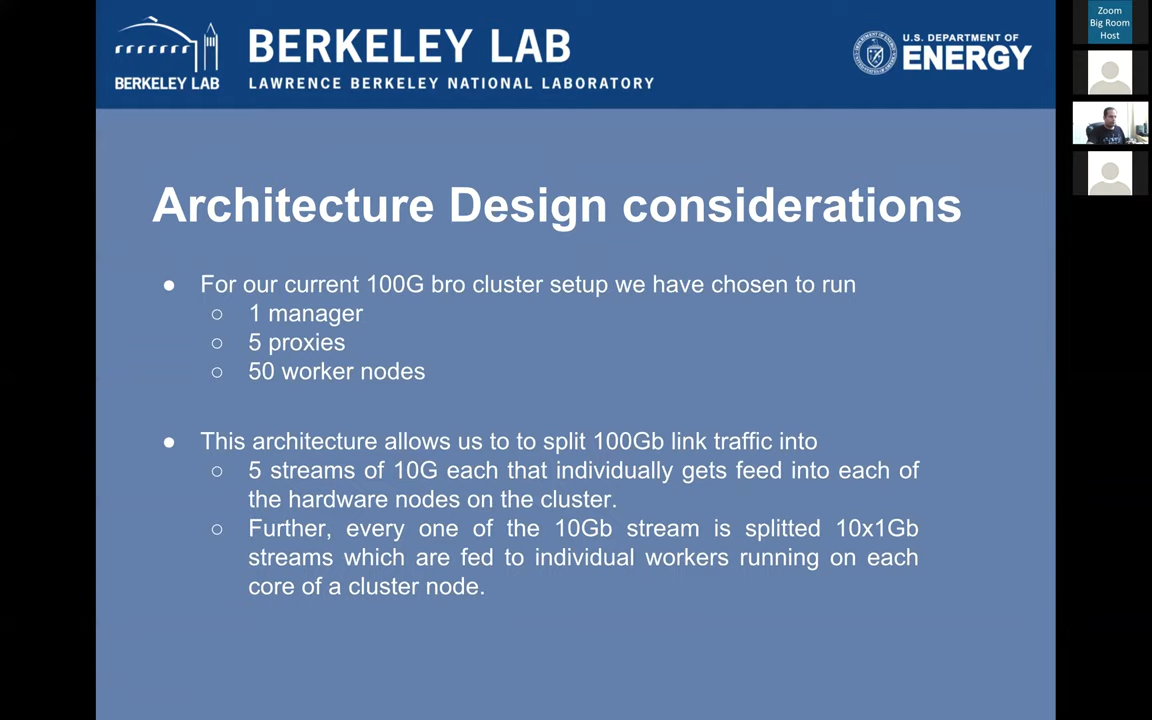 BERKELEY LAB
BERKELEY LAB
LAWRENCE BERKELEY NATIONAL LABORATORY
U.S. DEPARTMENT OF
ENERGY
Zoom
Big Room
Host
Architecture Design considerations
● For our current 100G bro cluster setup we have chosen to run
○ 1 manager
○ 5 proxies
○ 50 worker nodes
● This architecture allows us to to split 100Gb link traffic into
○ 5 streams of 10G each that individually gets feed into each of
the hardware nodes on the cluster.
○ Further, every one of the 10Gb stream is splitted 10x1Gb
streams which are fed to individual workers running on each
core of a cluster node.